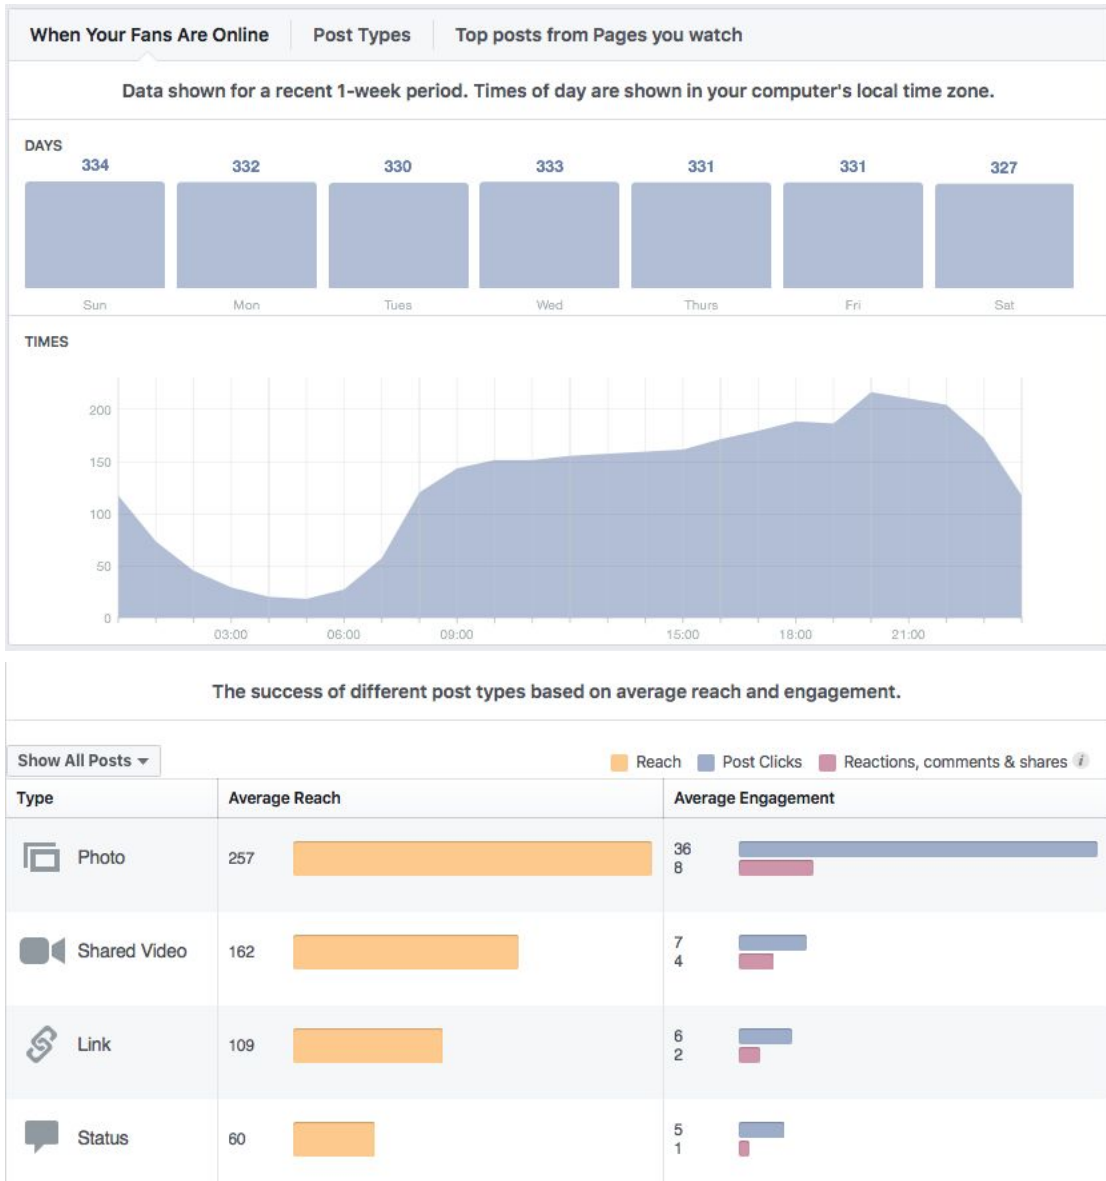 When Your Fans Are Online Post Types Top posts from Pages you watch
Data shown for a recent 1-week period. Times of day are shown in your computer's local time zone.
DAYS
334 332 330 333 331 331 327
Sun Mon Tues Wed Thurs Fri Sat
TIMES
200
150
100
50
0
03:00 06:00 09:00 15:00 18:00 21:00
The success of different post types based on average reach and engagement.
Show All Posts Reach Post Clicks Reactions, comments & shares i
Type Average Reach Average Engagement
Photo 257 36
8
Shared Video 162 7
4
Link 109 6
2
Status 60 5
1